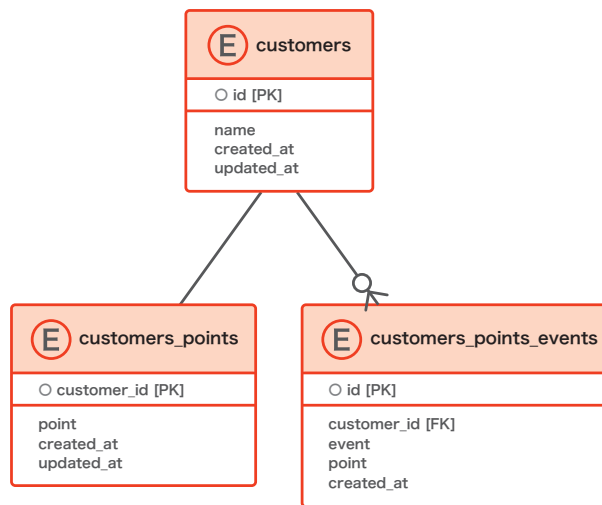 E customers
id [PK]
name
created_at
updated_at
E customers_points
customer_id [PK]
point
created_at
updated_at
E customers_points_events
id [PK]
customer_id [FK]
event
point
created_at